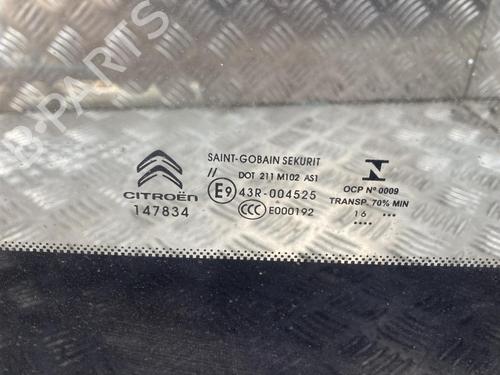 B-PARTS
CITROËN
147834
SAINT-GOBAIN SEKURIT
// DOT 211 M102 AS1
E9 43R-004525
CCC E000192
N
OCP Nº 0009
TRANSP. 70% MIN
16 ...
....